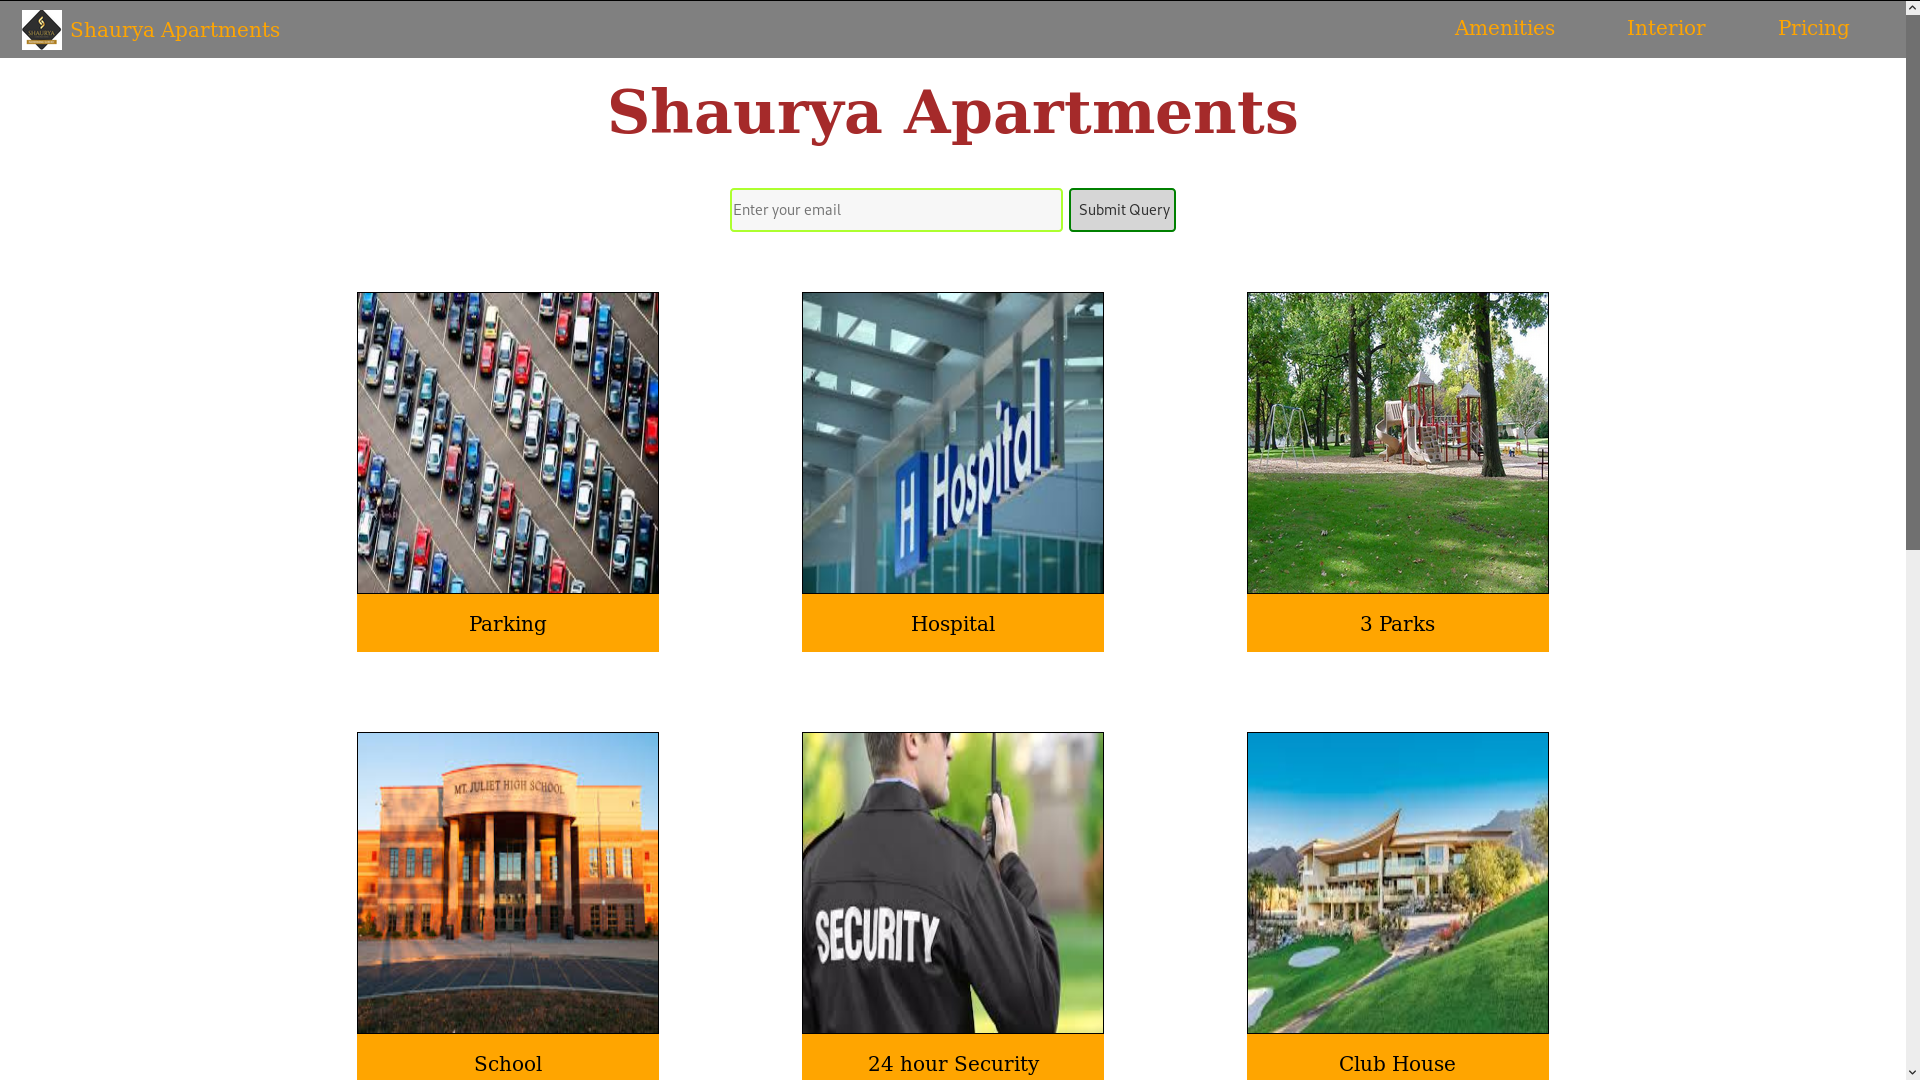 SHAURYA
Shaurya Apartments
Amenities
Interior
Pricing
Shaurya Apartments
Enter your email
Submit Query
H Hospital
Parking
Hospital
3 Parks
MT. JULIET HIGH SCHOOL
SECURITY
School
24 hour Security
Club House